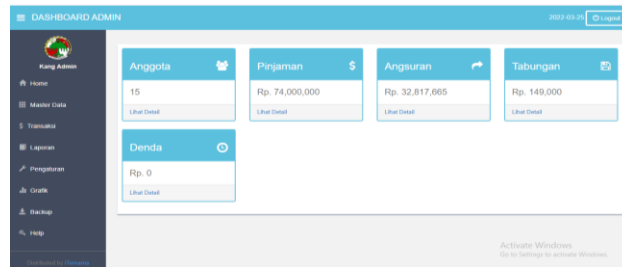 DASHBOARD ADMIN
2022-03-25
Logout
Kang Admin
Home
Master Data
Transaksi
Laporan
Pengaturan
Grafik
Backup
Help
Anggota
15
Lihat Detail
Pinjaman
Rp. 74,000,000
Lihat Detail
Angsuran
Rp. 32,817,665
Lihat Detail
Tabungan
Rp. 149,000
Lihat Detail
Denda
Rp. 0
Lihat Detail
Activate Windows
Go to Settings to activate Windows.
Distributed by